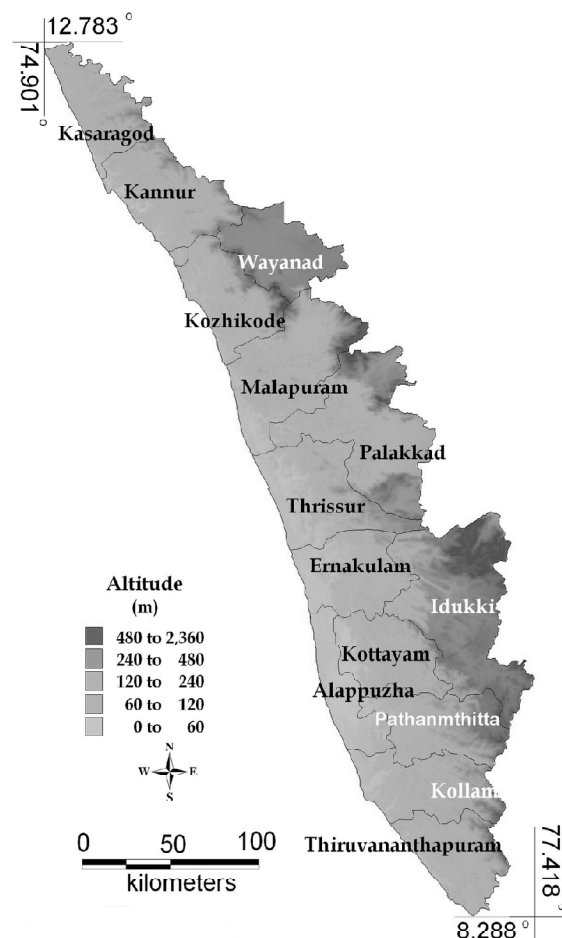 12.783 °
74.901 °
Kasaragod
Kannur
Wayanad
Kozhikode
Malapuram
Palakkad
Thrissur
Ernakulam
Idukki
Kottayam
Alappuzha
Pathanmthitta
Kollam
Thiruvananthapuram
Altitude
(m)
480 to 2,360
240 to 480
120 to 240
60 to 120
0 to 60
N
W E
S
0 50 100
kilometers
77.418 °
8.288 °